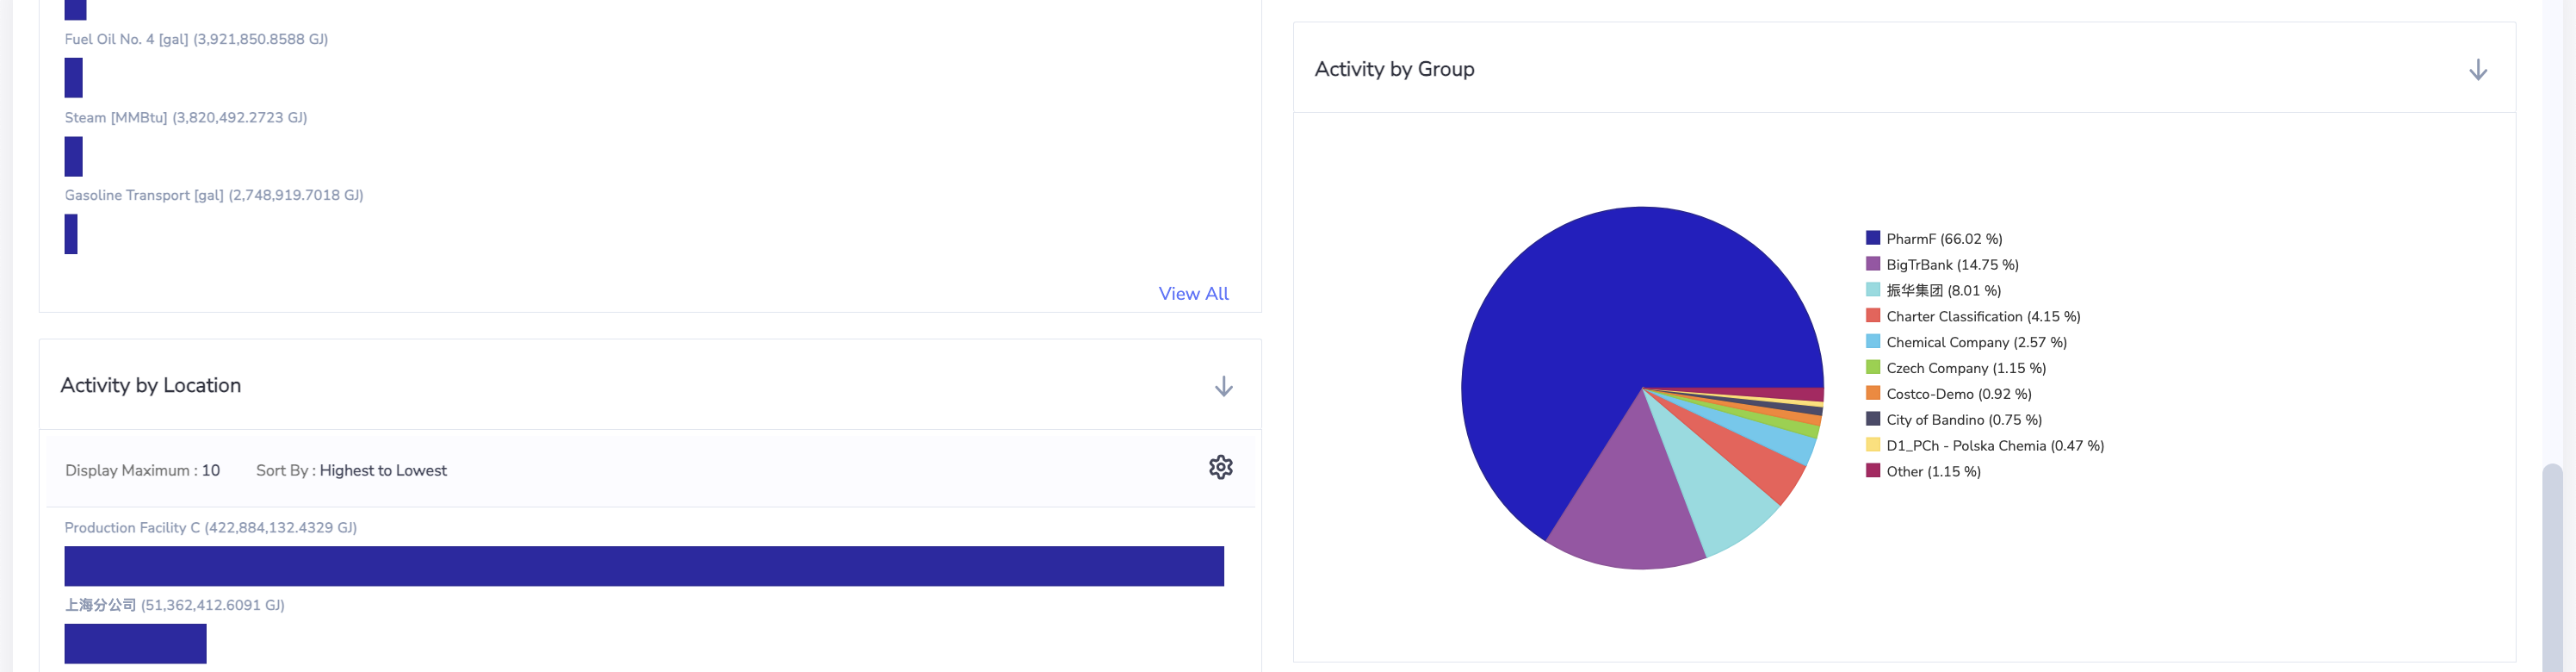 Fuel Oil No. 4 [gal] (3,921,850.8588 GJ)
Steam [MMBtu] (3,820,492.2723 GJ)
Gasoline Transport [gal] (2,748,919.7018 GJ)
View All
Activity by Location
Display Maximum : 10 Sort By : Highest to Lowest
Production Facility C (422,884,132.4329 GJ)
上海分公司 (51,362,412.6091 GJ)
Activity by Group
PharmF (66.02 %)
BigTrBank (14.75 %)
振华集团 (8.01 %)
Charter Classification (4.15 %)
Chemical Company (2.57 %)
Czech Company (1.15 %)
Costco-Demo (0.92 %)
City of Bandino (0.75 %)
D1_PCh - Polska Chemia (0.47 %)
Other (1.15 %)